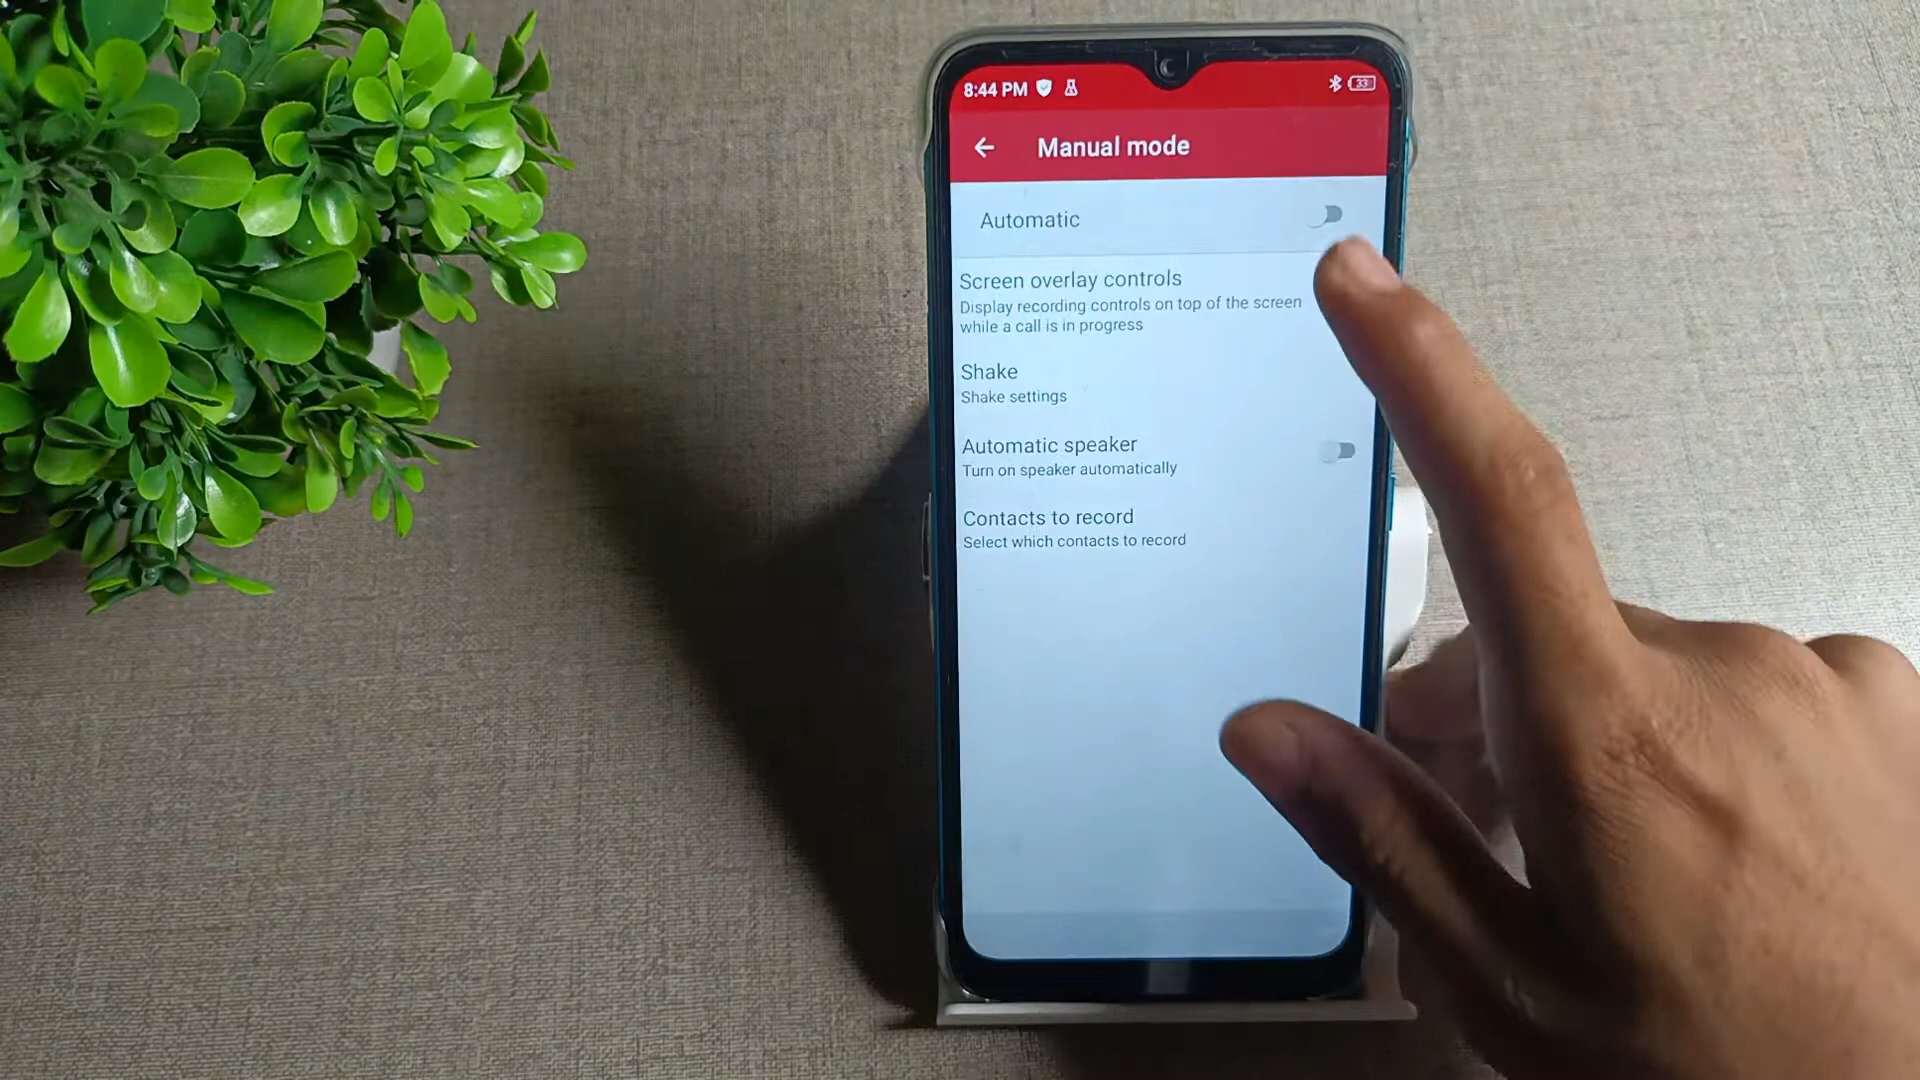 8:44 PM
33
Manual mode
Automatic
Screen overlay controls
Display recording controls on top of the screen
while a call is in progress
Shake
Shake settings
Automatic speaker
Turn on speaker automatically
Contacts to record
Select which contacts to record